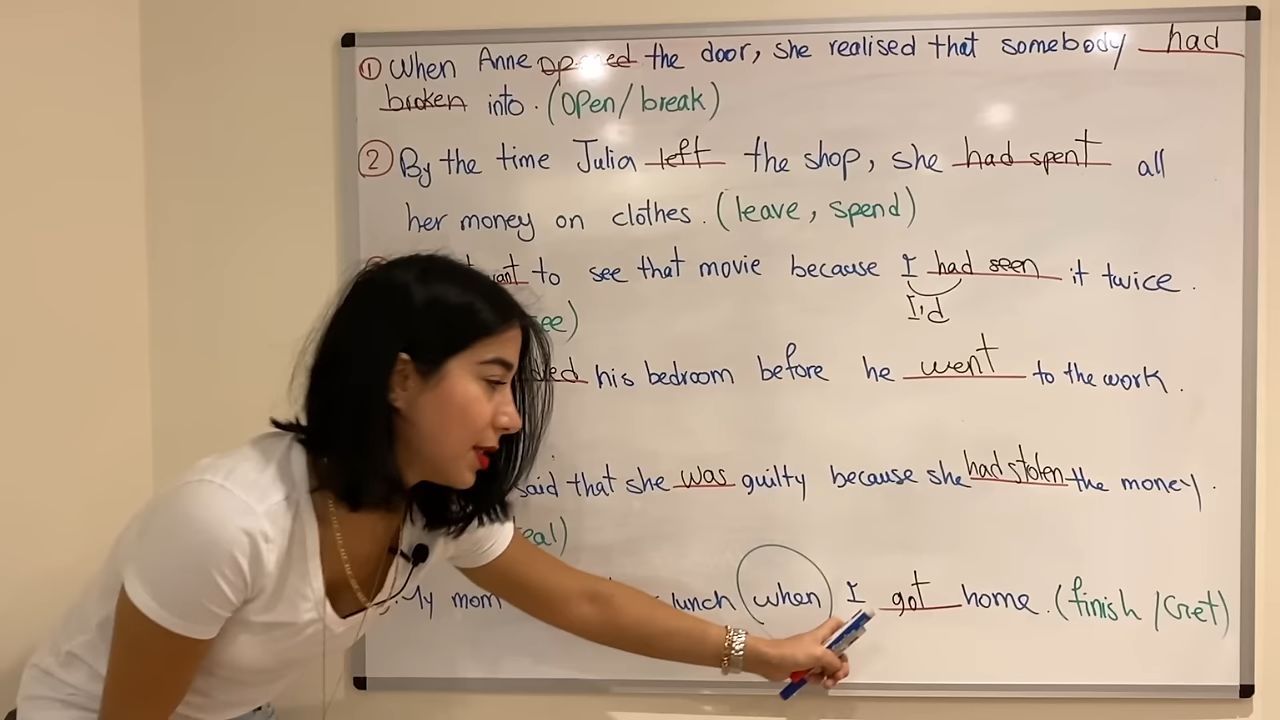 ① When Anne opened the door, she realised that somebody had
broken into. (open/break)
② By the time Julia left the shop, she had spent all
her money on clothes. (leave, spend)
to see that movie because I had seen it twice.
I'd
his bedroom before he went to the work.
said that she was guilty because she had stolen the money.
My mom lunch when I got home. (finish / Get)